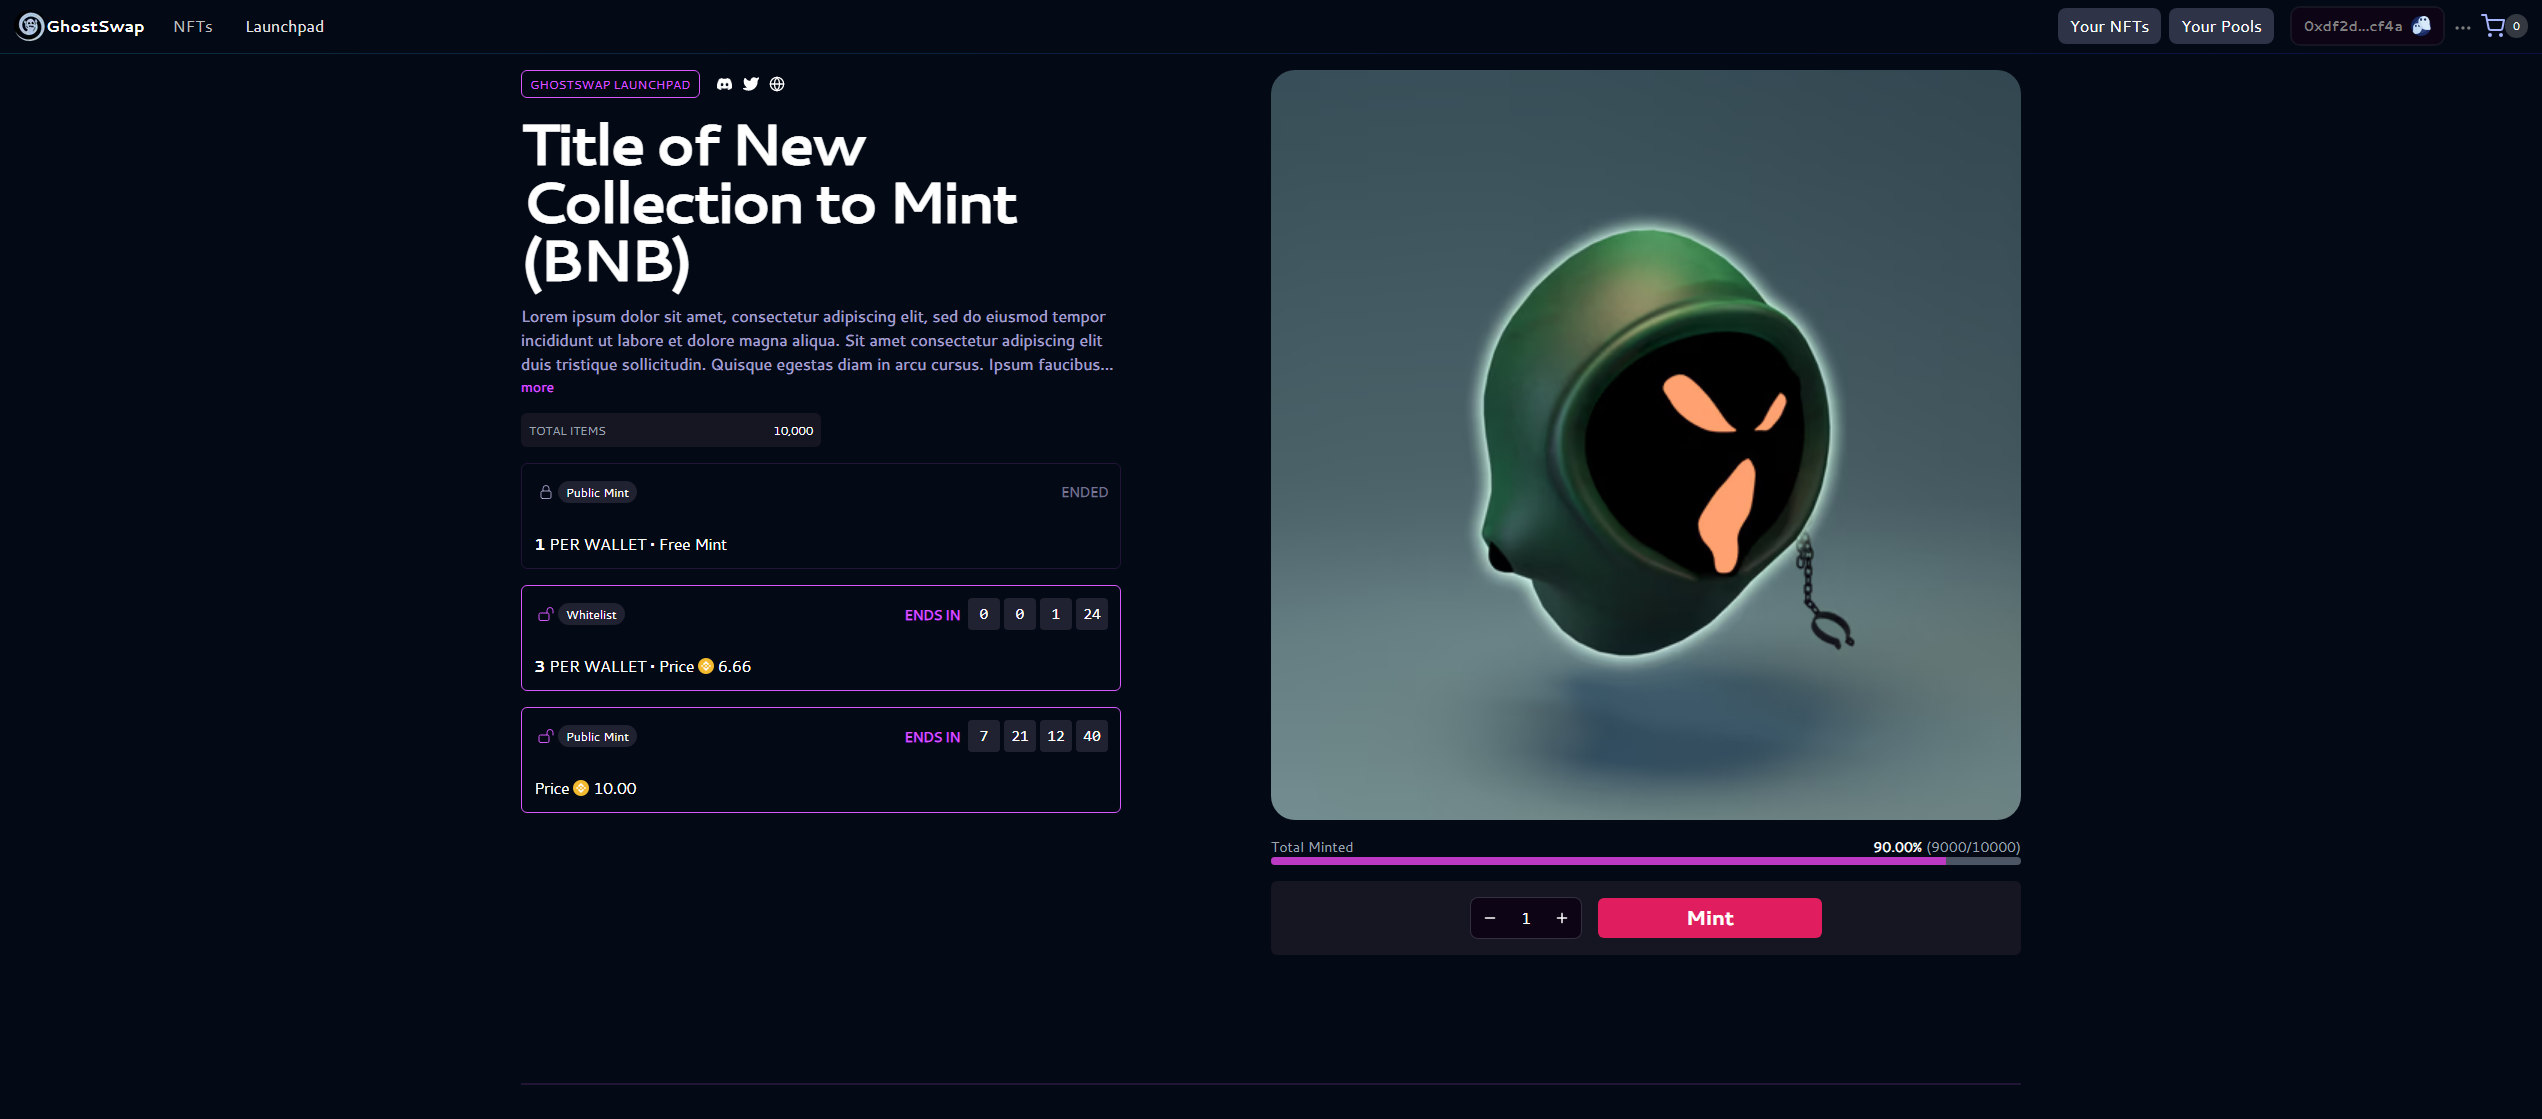 GhostSwap NFTs Launchpad Your NFTs Your Pools 0xdf2d...cf4a ... 0
GHOSTSWAP LAUNCHPAD
Title of New
Collection to Mint
(BNB)
Lorem ipsum dolor sit amet, consectetur adipiscing elit, sed do eiusmod tempor
incididunt ut labore et dolore magna aliqua. Sit amet consectetur adipiscing elit
duis tristique sollicitudin. Quisque egestas diam in arcu cursus. Ipsum faucibus...
more
TOTAL ITEMS 10,000
Public Mint ENDED
1 PER WALLET • Free Mint
Whitelist ENDS IN 0 0 1 24
3 PER WALLET • Price 6.66
Public Mint ENDS IN 7 21 12 40
Price 10.00
Total Minted 90.00% (9000/10000)
− 1 + Mint